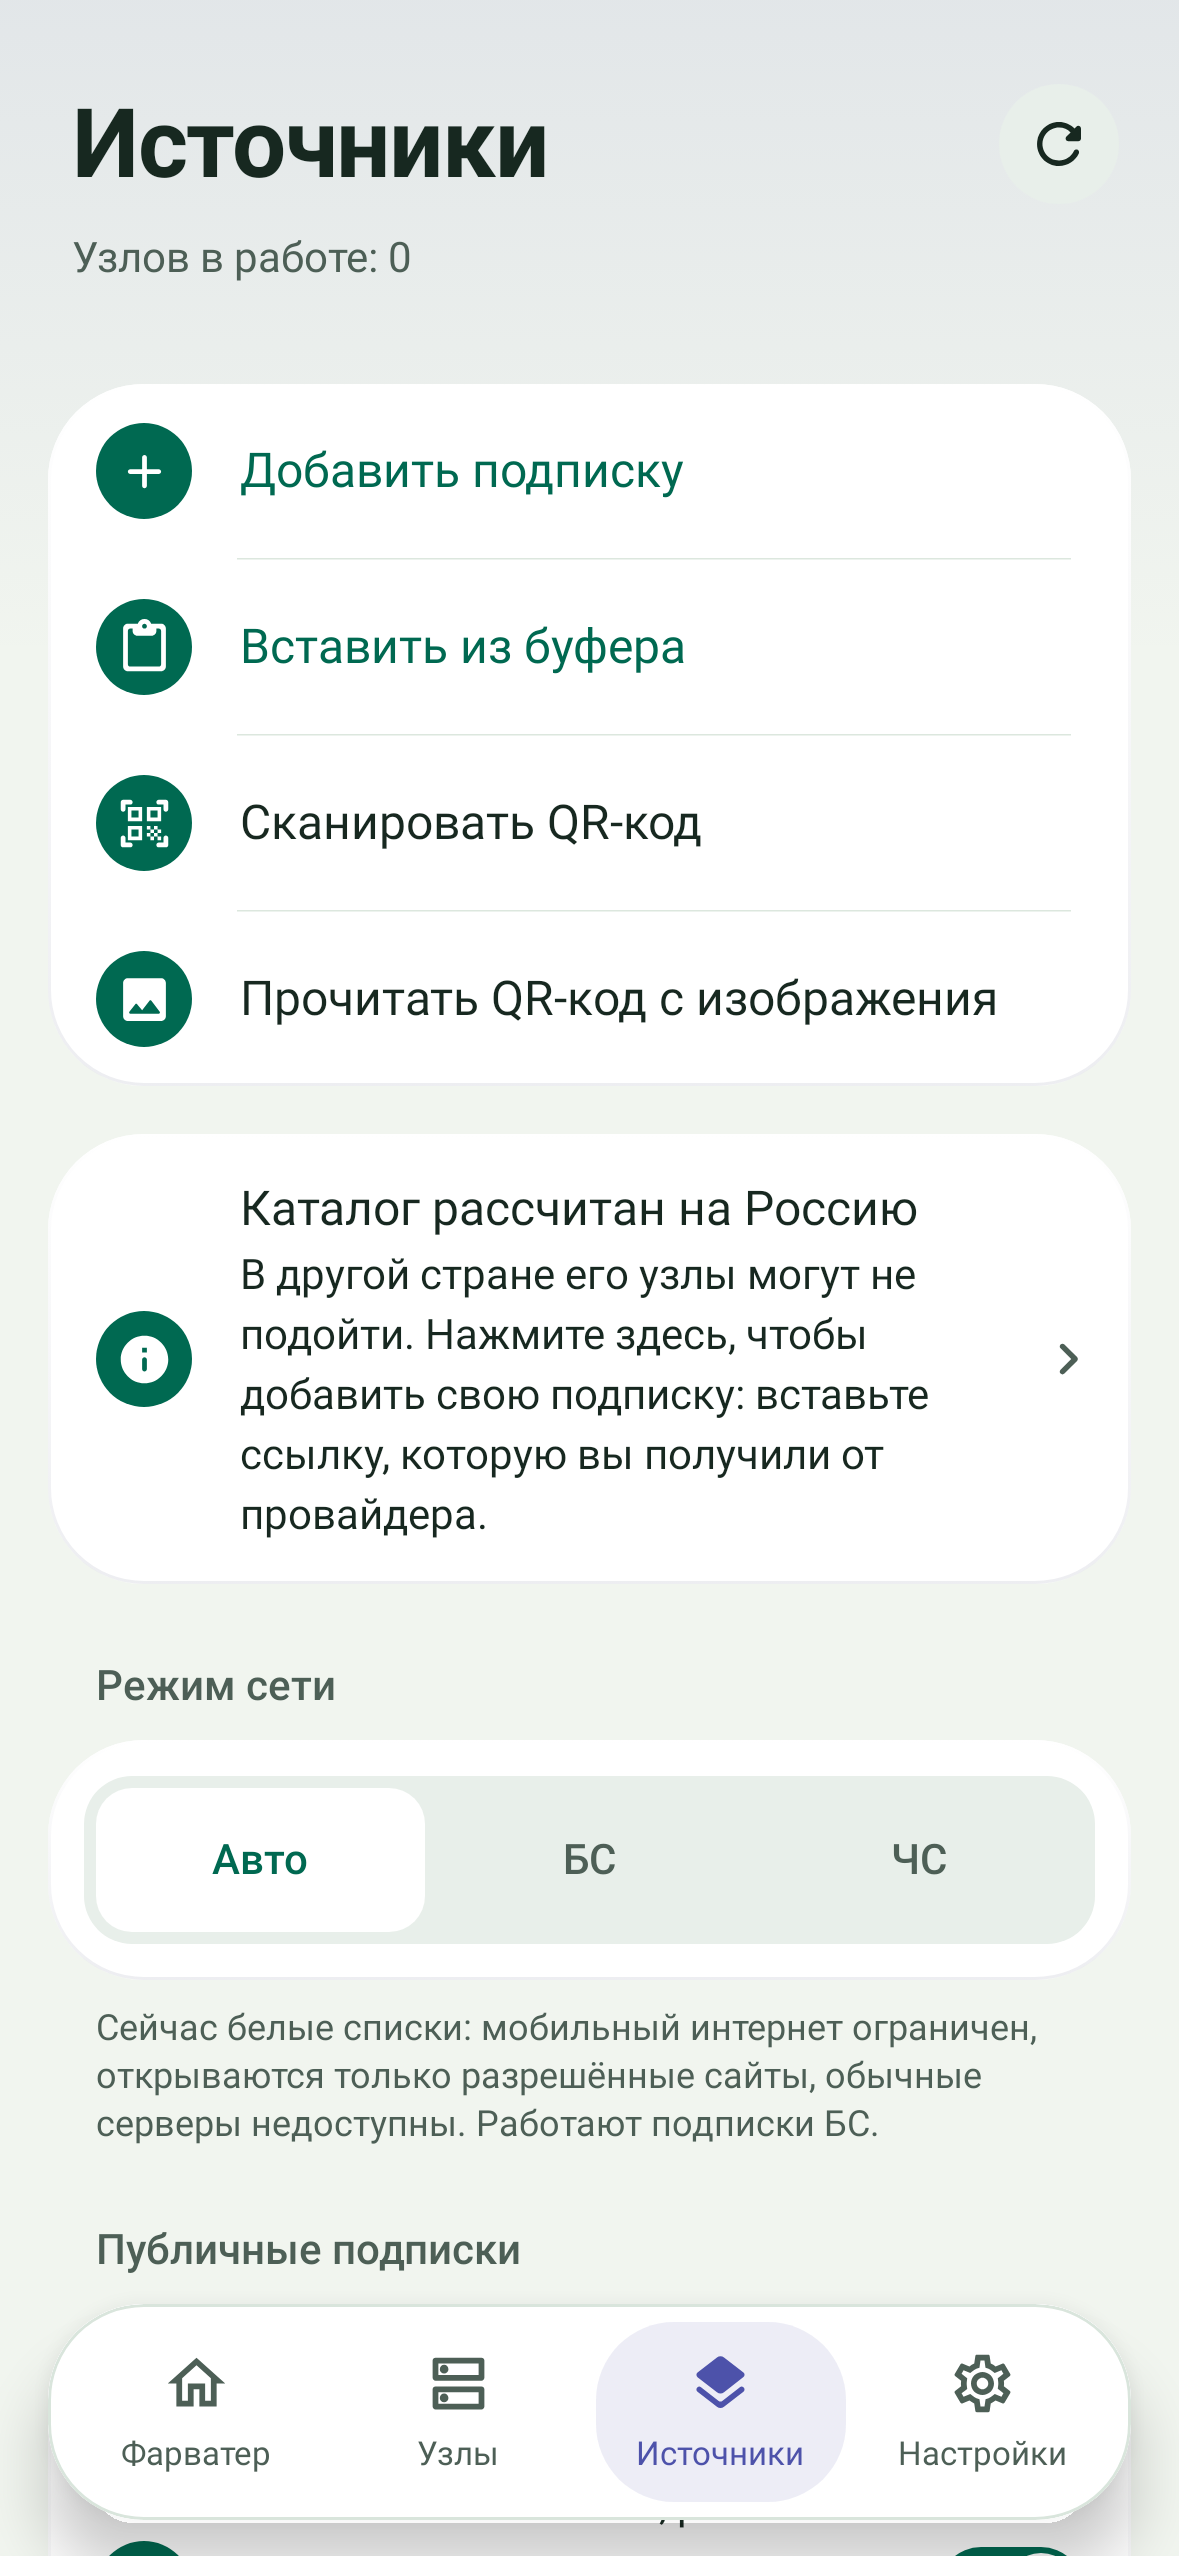 Источники
Узлов в работе: 0
Добавить подписку
Вставить из буфера
Сканировать QR-код
Прочитать QR-код с изображения
Каталог рассчитан на Россию
В другой стране его узлы могут не
подойти. Нажмите здесь, чтобы
добавить свою подписку: вставьте
ссылку, которую вы получили от
провайдера.
Режим сети
Авто
БС
ЧС
Сейчас белые списки: мобильный интернет ограничен,
открываются только разрешённые сайты, обычные
серверы недоступны. Работают подписки БС.
Публичные подписки
Фарватер
Узлы
Источники
Настройки